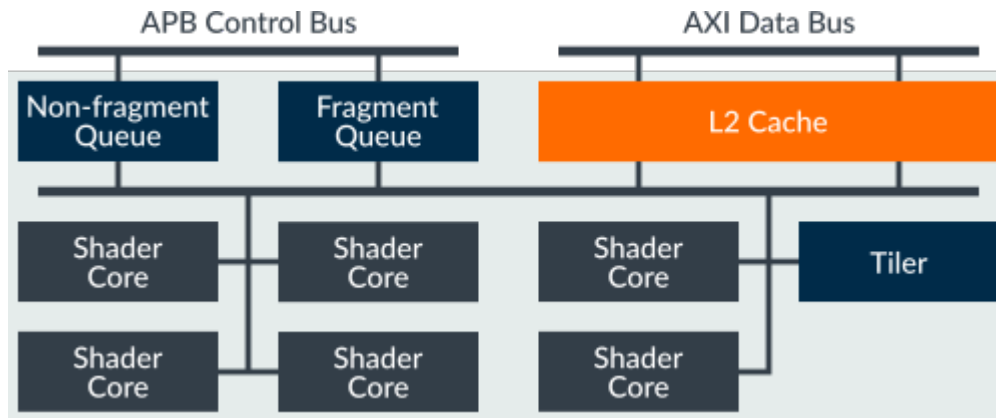 APB Control Bus
AXI Data Bus
Non-fragment
Queue
Fragment
Queue
L2 Cache
Shader
Core
Shader
Core
Shader
Core
Tiler
Shader
Core
Shader
Core
Shader
Core